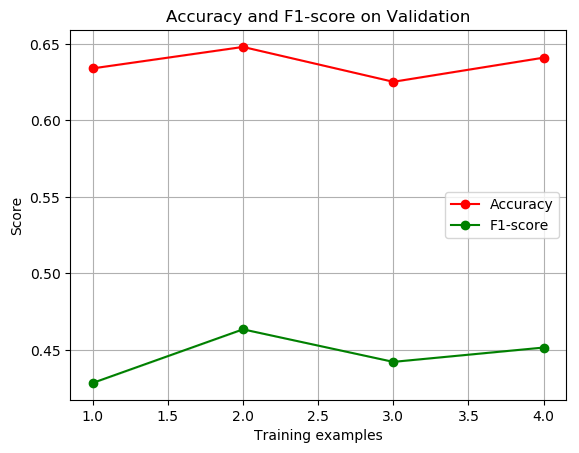 Accuracy and F1-score on Validation
0.65
0.60
0.55
0.50
0.45
Score
Accuracy
F1-score
1.0 1.5 2.0 2.5 3.0 3.5 4.0
Training examples